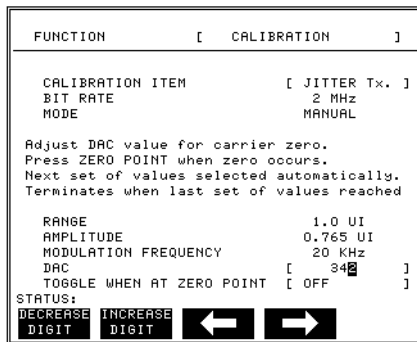 FUNCTION [ CALIBRATION ]
CALIBRATION ITEM [ JITTER Tx. ]
BIT RATE 2 MHz
MODE MANUAL
Adjust DAC value for carrier zero.
Press ZERO POINT when zero occurs.
Next set of values selected automatically.
Terminates when last set of values reached
RANGE 1.0 UI
AMPLITUDE 0.765 UI
MODULATION FREQUENCY 20 KHz
DAC [ 342 ]
TOGGLE WHEN AT ZERO POINT [ OFF ]
STATUS:
DECREASE INCREASE
DIGIT DIGIT